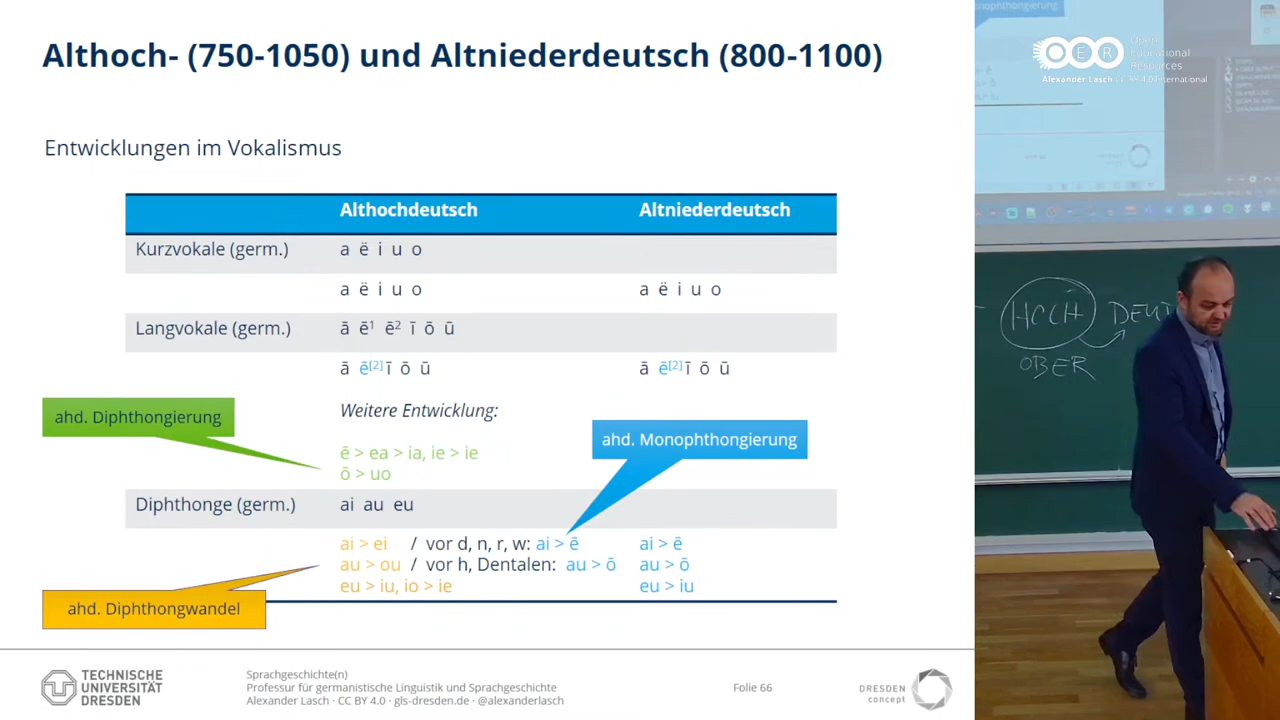 Althoch- (750-1050) und Altniederdeutsch (800-1100)
Entwicklungen im Vokalismus
Althochdeutsch Altniederdeutsch
Kurzvokale (germ.) a ë i u o
a ë i u o a ë i u o
Langvokale (germ.) ā ē¹ ē² ī ō ū
ā ē[2] ī ō ū ā ē[2] ī ō ū
Weitere Entwicklung:
ahd. Diphthongierung
ahd. Monophthongierung
ē > ea > ia, ie > ie
ō > uo
Diphthonge (germ.) ai au eu
ai > ei / vor d, n, r, w: ai > ē ai > ē
au > ou / vor h, Dentalen: au > ō au > ō
eu > iu, io > ie eu > iu
ahd. Diphthongwandel
TECHNISCHE
UNIVERSITÄT
DRESDEN
Sprachgeschichte(n)
Professur für germanistische Linguistik und Sprachgeschichte
Alexander Lasch · CC BY 4.0 · gls-dresden.de · @alexanderlasch
Folie 66
DRESDEN
concept
OER
Open
Educational
Resources
Alexander Lasch
International
HOCH DEUT
OBER